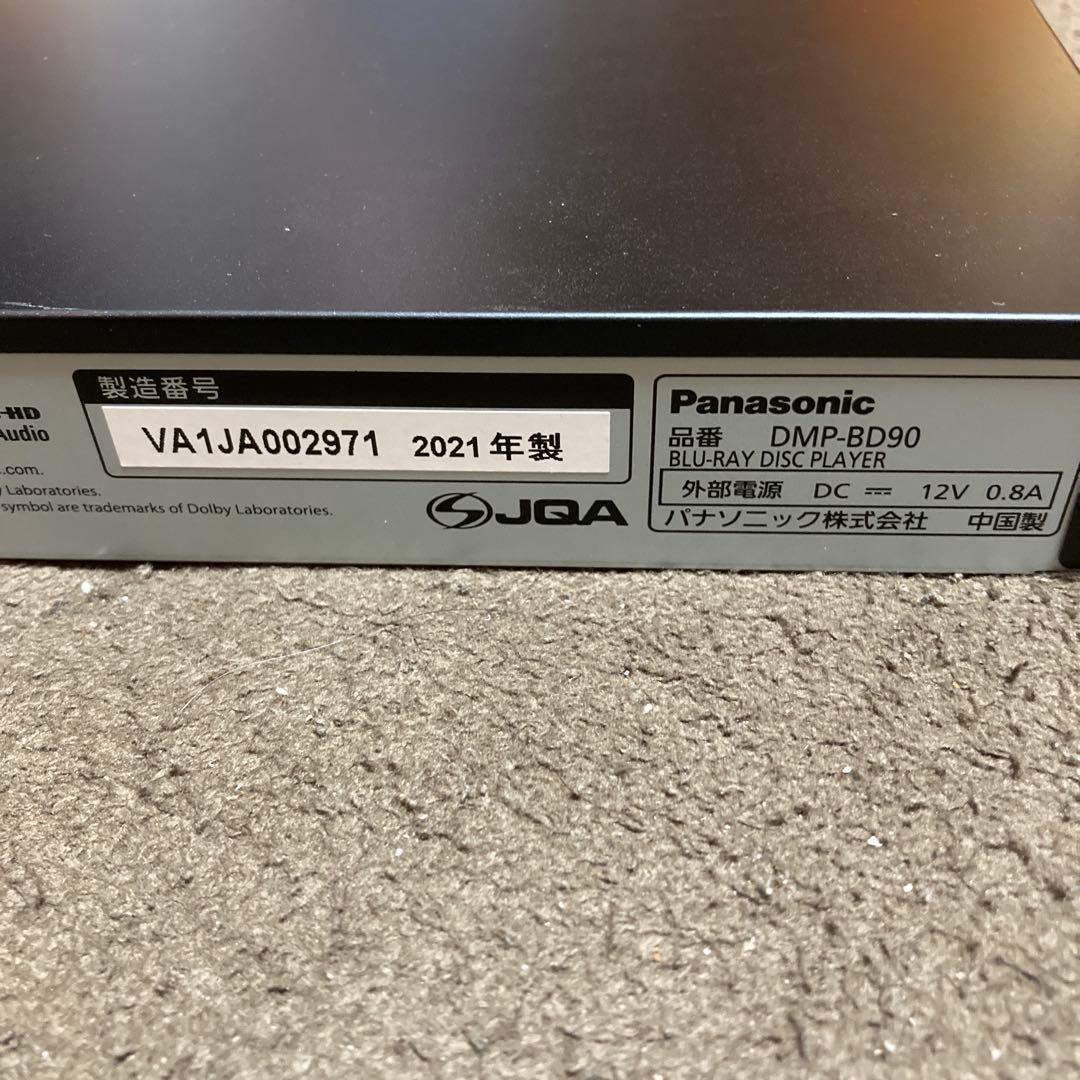 -HD
Audio
.com.
Laboratories.
symbol are trademarks of Dolby Laboratories.
製造番号
VA1JA002971 2021年製
JQA
Panasonic
品番 DMP-BD90
BLU-RAY DISC PLAYER
外部電源 DC ⎓ 12V 0.8A
パナソニック株式会社 中国製